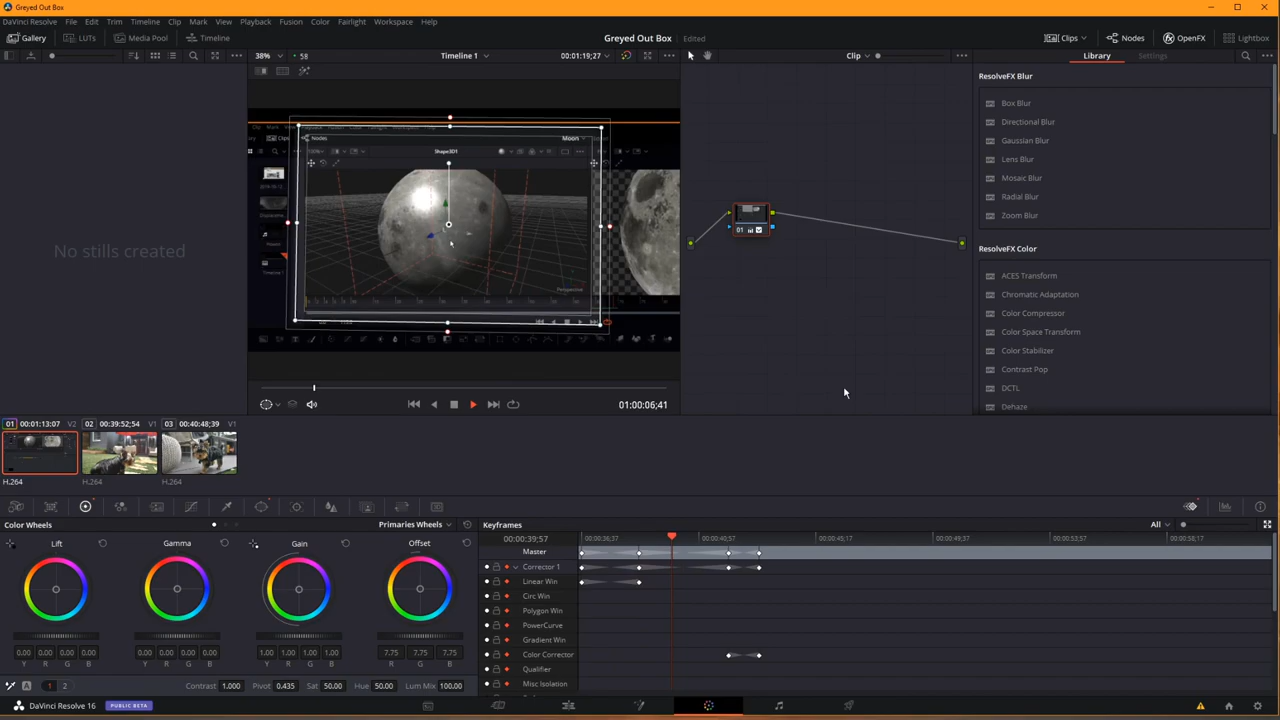 Greyed Out Box
DaVinci Resolve File Edit Trim Timeline Clip Mark View Playback Fusion Color Fairlight Workspace Help
Gallery LUTs Media Pool Timeline Greyed Out Box Edited Clips Nodes OpenFX Lightbox
38% 58 Timeline 1 00:01:19;27 Clip Library Settings
ResolveFX Blur
Box Blur
Directional Blur
Gaussian Blur
Lens Blur
Mosaic Blur
Radial Blur
Zoom Blur
ResolveFX Color
ACES Transform
Chromatic Adaptation
Color Compressor
Color Space Transform
Color Stabilizer
Contrast Pop
DCTL
Dehaze
No stills created
Nodes Moon
Shape3D1
Perspective
01
01:00:06;41
01 00:01:13:07 V2 02 00:39:52;54 V1 03 00:40:48;39 V1
H.264 H.264 H.264
Color Wheels Primaries Wheels Keyframes All
Lift Gamma Gain Offset
00:00:39;57 00:00:36;37 00:00:40;57 00:00:45;17 00:00:49;37 00:00:53;57 00:00:58;17
Master
Corrector 1
Linear Win
Circ Win
Polygon Win
PowerCurve
Gradient Win
Color Corrector
Qualifier
Misc Isolation
0.00 0.00 0.00 0.00 0.00 0.00 0.00 0.00 1.00 1.00 1.00 1.00 7.75 7.75 7.75
Y R G B Y R G B Y R G B R G B
A 1 2 Contrast 1.000 Pivot 0.435 Sat 50.00 Hue 50.00 Lum Mix 100.00
DaVinci Resolve 16 PUBLIC BETA